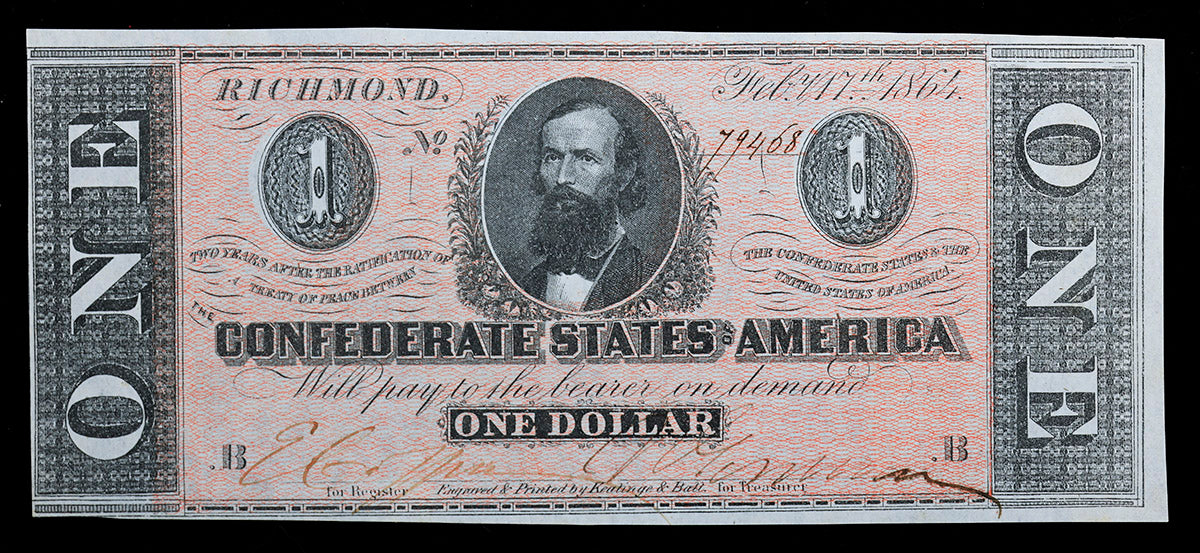 RICHMOND,
Feby. 17th 1864.
ONE
1
No
79468
1
ONE
TWO YEARS AFTER THE RATIFICATION OF
A TREATY OF PEACE BETWEEN
THE CONFEDERATE STATES & THE
UNITED STATES OF AMERICA
THE
CONFEDERATE STATES OF AMERICA
Will pay to the bearer on demand
ONE DOLLAR
.B
.B
for Register
Engraved & Printed by Keatinge & Ball
for Treasurer